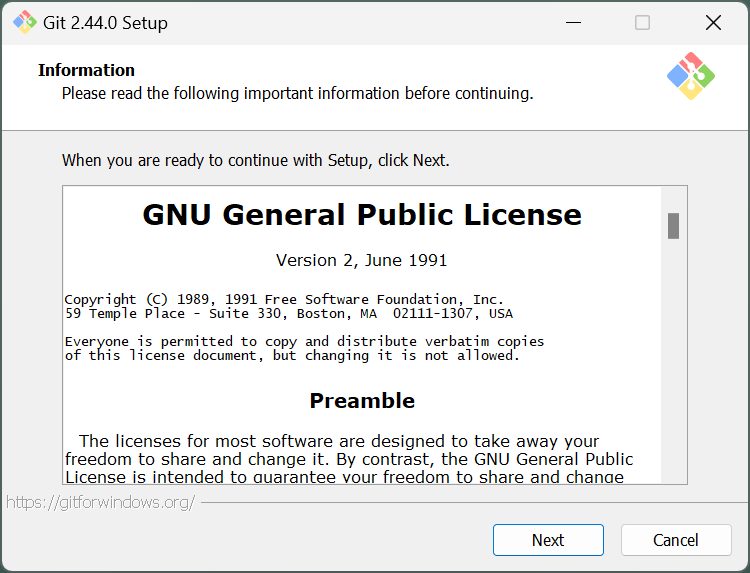 Git 2.44.0 Setup
Information
Please read the following important information before continuing.
When you are ready to continue with Setup, click Next.
GNU General Public License
Version 2, June 1991
Copyright (C) 1989, 1991 Free Software Foundation, Inc.
59 Temple Place - Suite 330, Boston, MA  02111-1307, USA
Everyone is permitted to copy and distribute verbatim copies
of this license document, but changing it is not allowed.
Preamble
The licenses for most software are designed to take away your
freedom to share and change it. By contrast, the GNU General Public
License is intended to guarantee your freedom to share and change
https://gitforwindows.org/
Next
Cancel